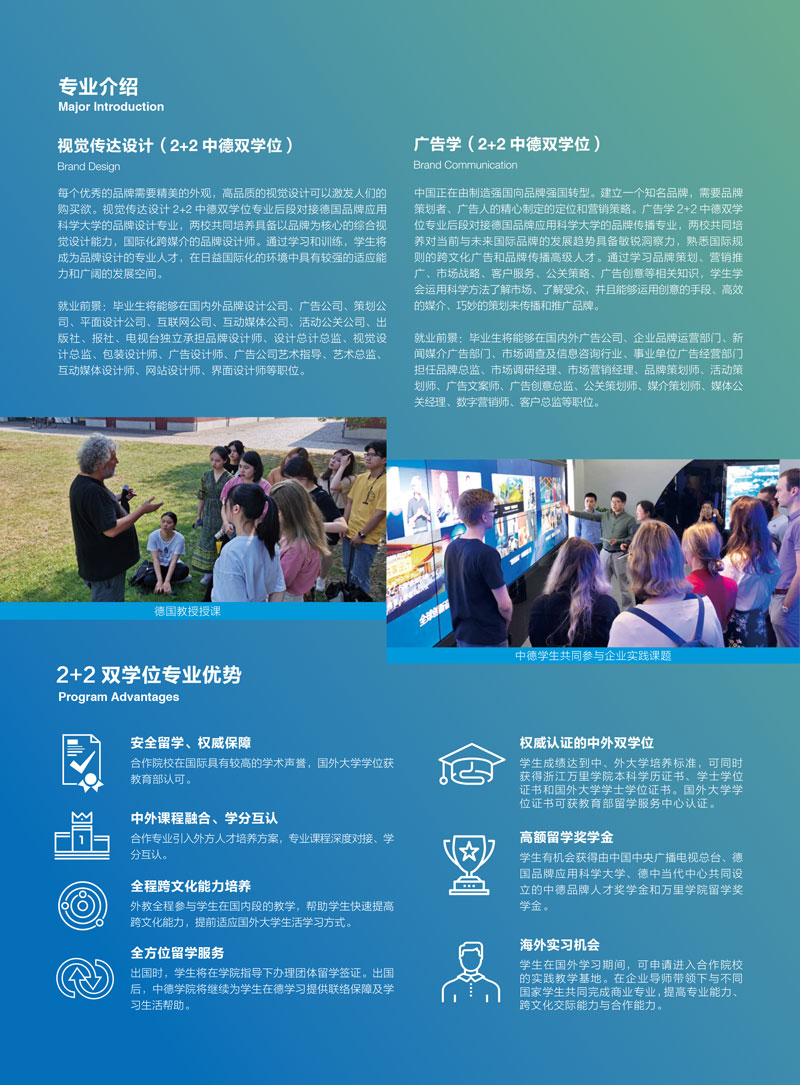 专业介绍
Major Introduction
视觉传达设计（2+2 中德双学位）
Brand Design
每个优秀的品牌需要精美的外观，高品质的视觉设计可以激发人们的
购买欲。视觉传达设计 2+2 中德双学位专业后段对接德国品牌应用
科学大学的品牌设计专业，两校共同培养具备以品牌为核心的综合视
觉设计能力，国际化跨媒介的品牌设计师。通过学习和训练，学生将
成为品牌设计的专业人才，在日益国际化的环境中具有较强的适应能
力和广阔的发展空间。
就业前景：毕业生将能够在国内外品牌设计公司、广告公司、策划公
司、平面设计公司、互联网公司、互动媒体公司、活动公关公司、出
版社、报社、电视台独立承担品牌设计师、设计总计总监、视觉设
计总监、包装设计师、广告设计师、广告公司艺术指导、艺术总监、
互动媒体设计师、网站设计师、界面设计师等职位。
广告学（2+2 中德双学位）
Brand Communication
中国正在由制造强国向品牌强国转型。建立一个知名品牌，需要品牌
策划者、广告人的精心制定的定位和营销策略。广告学 2+2 中德双学
位专业后段对接德国品牌应用科学大学的品牌传播专业，两校共同培
养对当前与未来国际品牌的发展趋势具备敏锐洞察力，熟悉国际规
则的跨文化广告和品牌传播高级人才。通过学习品牌策划、营销推
广、市场战略、客户服务、公关策略、广告创意等相关知识，学生学
会运用科学方法了解市场、了解受众，并且能够运用创意的手段、高效
的媒介、巧妙的策划来传播和推广品牌。
就业前景：毕业生将能够在国内外广告公司、企业品牌运营部门、新
闻媒介广告部门、市场调查及信息咨询行业、事业单位广告经营部门
担任品牌总监、市场调研经理、市场营销经理、品牌策划师、活动策
划师、广告文案师、广告创意总监、公关策划师、媒介策划师、媒体公
关经理、数字营销师、客户总监等职位。
德国教授授课
全球创新
中德学生共同参与企业实践课题
2+2 双学位专业优势
Program Advantages
安全留学、权威保障
合作院校在国际具有较高的学术声誉，国外大学学位获
教育部认可。
中外课程融合、学分互认
合作专业引入外方人才培养方案，专业课程深度对接、学
分互认。
1
全程跨文化能力培养
外教全程参与学生在国内段的教学，帮助学生快速提高
跨文化能力，提前适应国外大学生活学习方式。
全方位留学服务
出国时，学生将在学院指导下办理团体留学签证。出国
后，中德学院将继续为学生在德学习提供联络保障及学
习生活帮助。
权威认证的中外双学位
学生成绩达到中、外大学培养标准，可同时
获得浙江万里学院本科学历证书、学士学位
证书和国外大学学士学位证书。国外大学学
位证书可获教育部留学服务中心认证。
高额留学奖学金
学生有机会获得由中国中央广播电视总台、德
国品牌应用科学大学、德中当代中心共同设
立的中德品牌人才奖学金和万里学院留学奖
学金。
海外实习机会
学生在国外学习期间，可申请进入合作院校
的实践教学基地。在企业导师带领下与不同
国家学生共同完成商业专业，提高专业能力、
跨文化交际能力与合作能力。